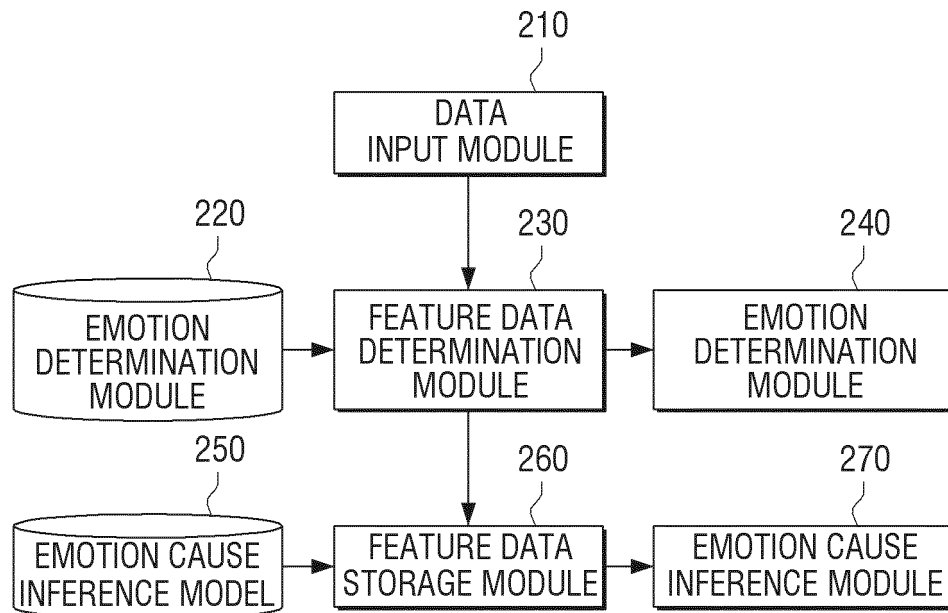 210
DATA
INPUT MODULE
220
230
240
EMOTION
DETERMINATION
MODULE
FEATURE DATA
DETERMINATION
MODULE
EMOTION
DETERMINATION
MODULE
250
260
270
EMOTION CAUSE
INFERENCE MODEL
FEATURE DATA
STORAGE MODULE
EMOTION CAUSE
INFERENCE MODULE